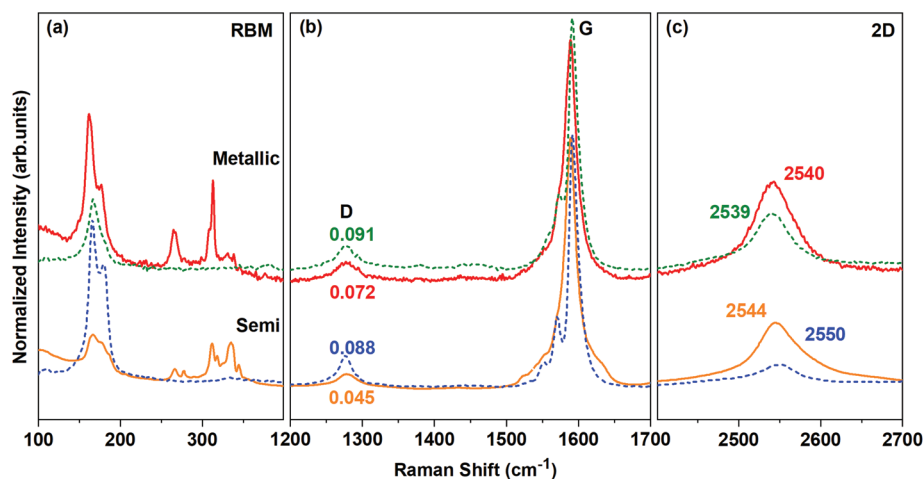 (a) RBM
(b) G
(c) 2D
Normalized Intensity (arb.units)
Metallic
Semi
D
0.091
0.072
0.088
0.045
2540
2539
2544
2550
100 200 300 1200 1300 1400 1500 1600 1700 2500 2600 2700
Raman Shift (cm⁻¹)